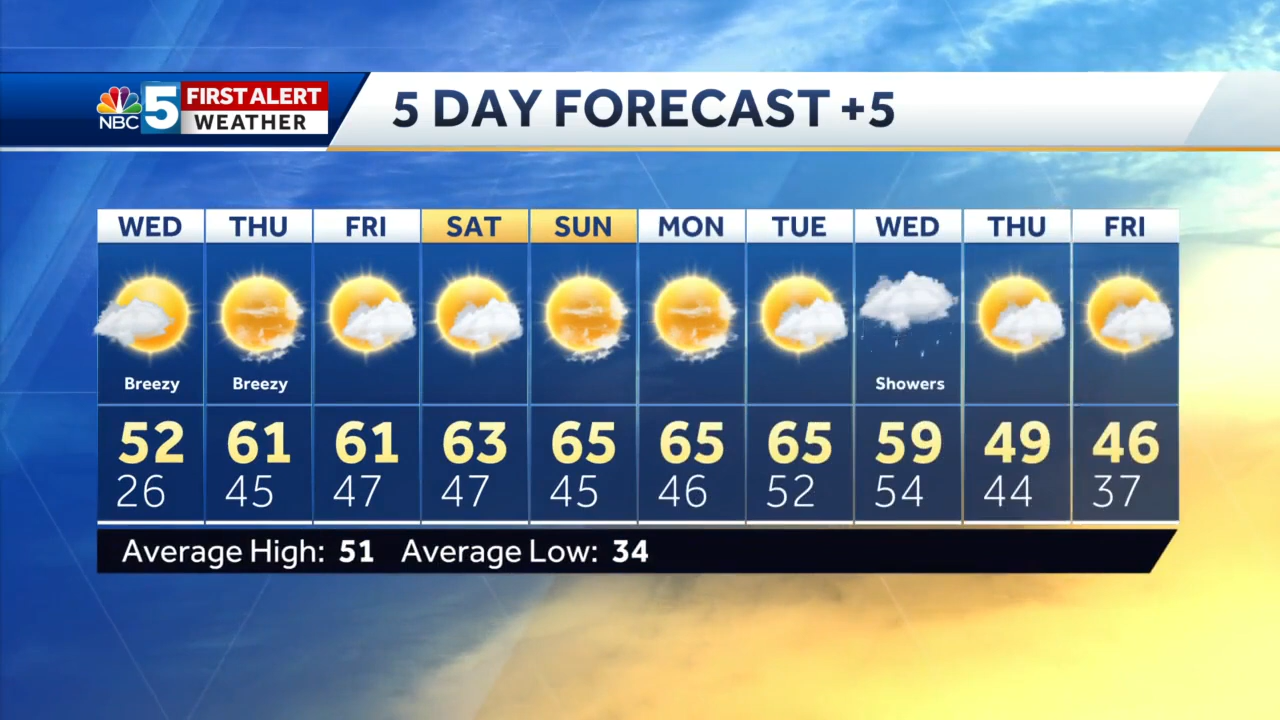 NBC 5 FIRST ALERT WEATHER
5 DAY FORECAST +5
WED THU FRI SAT SUN MON TUE WED THU FRI
Breezy Breezy Showers
52 61 61 63 65 65 65 59 49 46
26 45 47 47 45 46 52 54 44 37
Average High: 51 Average Low: 34